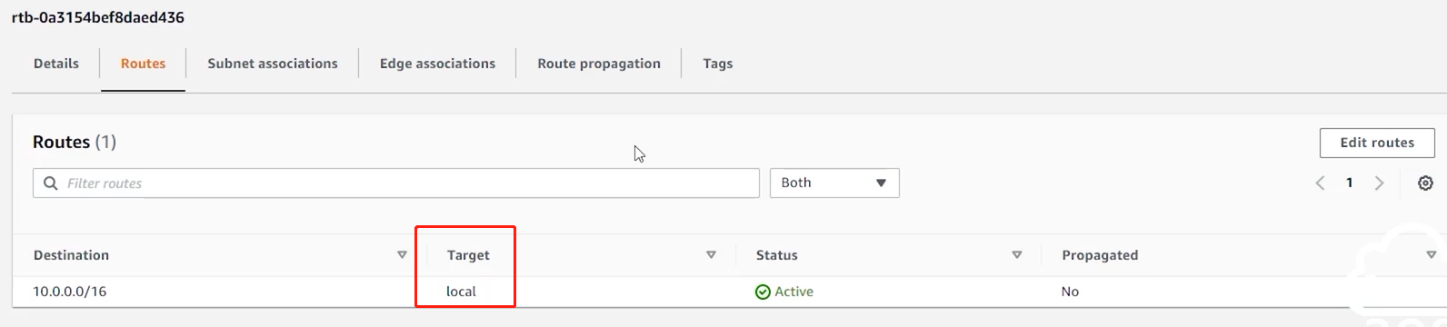 rtb-0a3154bef8daed436
Details Routes Subnet associations Edge associations Route propagation Tags
Routes (1)
Edit routes
Filter routes Both 1
Destination Target Status Propagated
10.0.0.0/16 local Active No